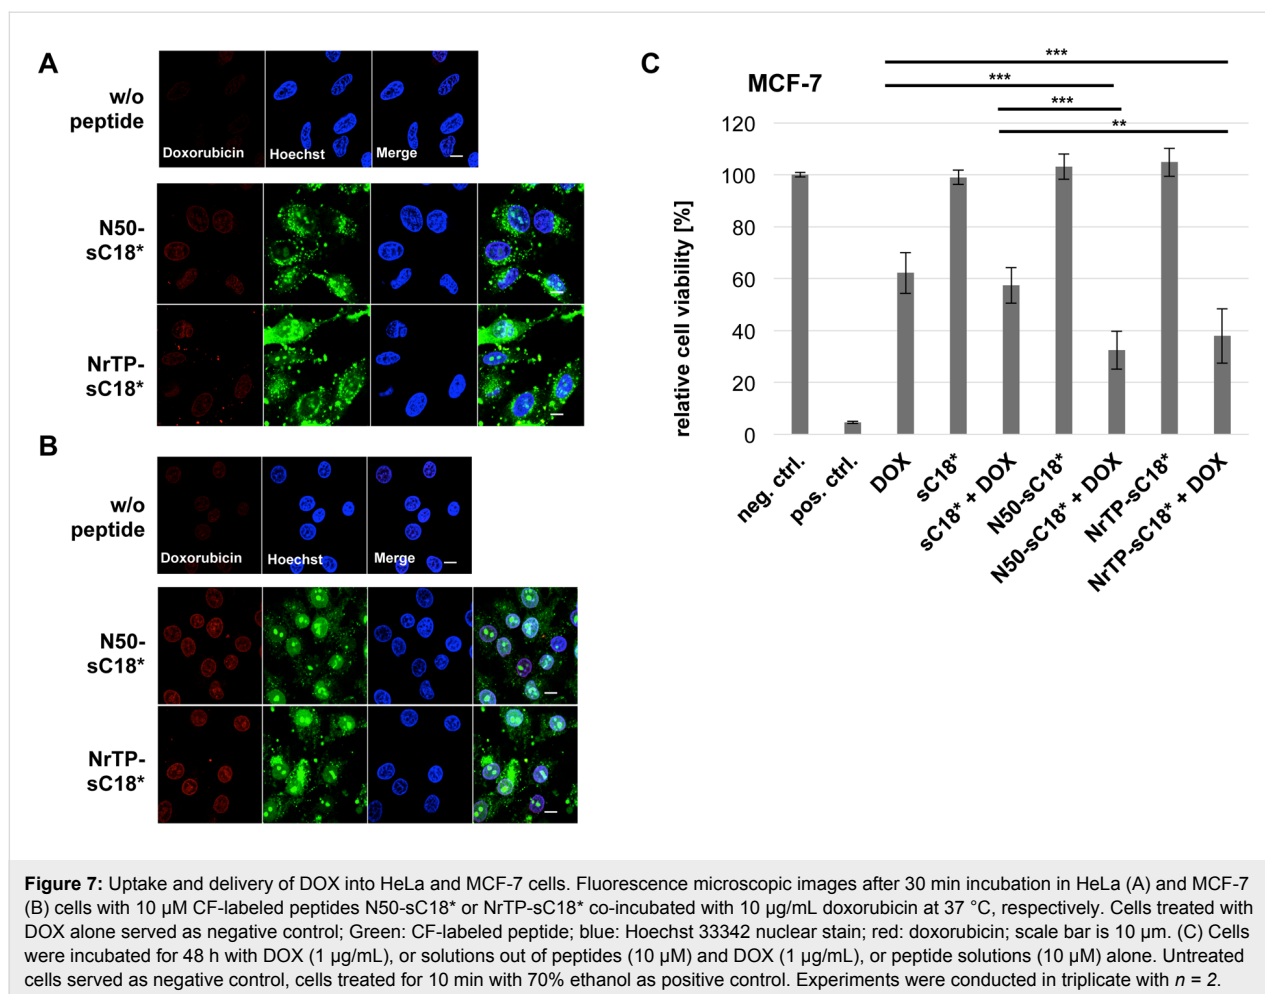 A
w/o
peptide
Doxorubicin
Hoechst
Merge
N50-
sC18*
NrTP-
sC18*
B
w/o
peptide
Doxorubicin
Hoechst
Merge
N50-
sC18*
NrTP-
sC18*
C
MCF-7
***
***
***
**
relative cell viability [%]
120
100
80
60
40
20
0
neg. ctrl.
pos. ctrl.
DOX
sC18*
sC18* + DOX
N50-sC18*
N50-sC18* + DOX
NrTP-sC18*
NrTP-sC18* + DOX
Figure 7: Uptake and delivery of DOX into HeLa and MCF-7 cells. Fluorescence microscopic images after 30 min incubation in HeLa (A) and MCF-7
(B) cells with 10 µM CF-labeled peptides N50-sC18* or NrTP-sC18* co-incubated with 10 µg/mL doxorubicin at 37 °C, respectively. Cells treated with
DOX alone served as negative control; Green: CF-labeled peptide; blue: Hoechst 33342 nuclear stain; red: doxorubicin; scale bar is 10 µm. (C) Cells
were incubated for 48 h with DOX (1 µg/mL), or solutions out of peptides (10 µM) and DOX (1 µg/mL), or peptide solutions (10 µM) alone. Untreated
cells served as negative control, cells treated for 10 min with 70% ethanol as positive control. Experiments were conducted in triplicate with n = 2.